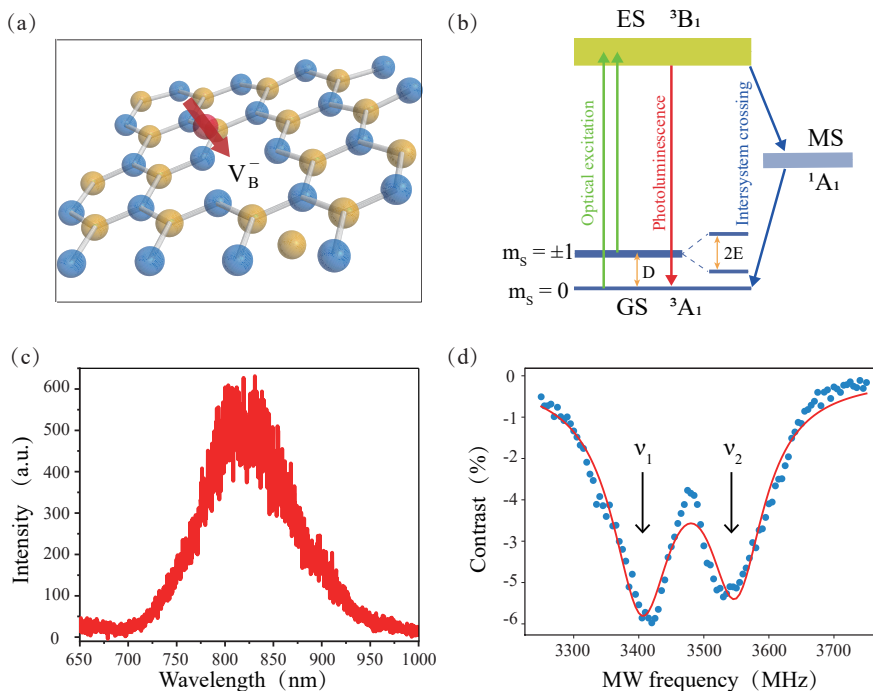 (a)
V_B^-
(b)
ES ³B₁
Optical excitation
Photoluminescence
Intersystem crossing
MS
¹A₁
mₛ = ±1
D
2E
mₛ = 0
GS ³A₁
(c)
Intensity (a.u.)
600
500
400
300
200
100
0
650 700 750 800 850 900 950 1000
Wavelength (nm)
(d)
Contrast (%)
0
-1
-2
-4
-3
-5
-6
ν₁
ν₂
3300 3400 3500 3600 3700
MW frequency (MHz)